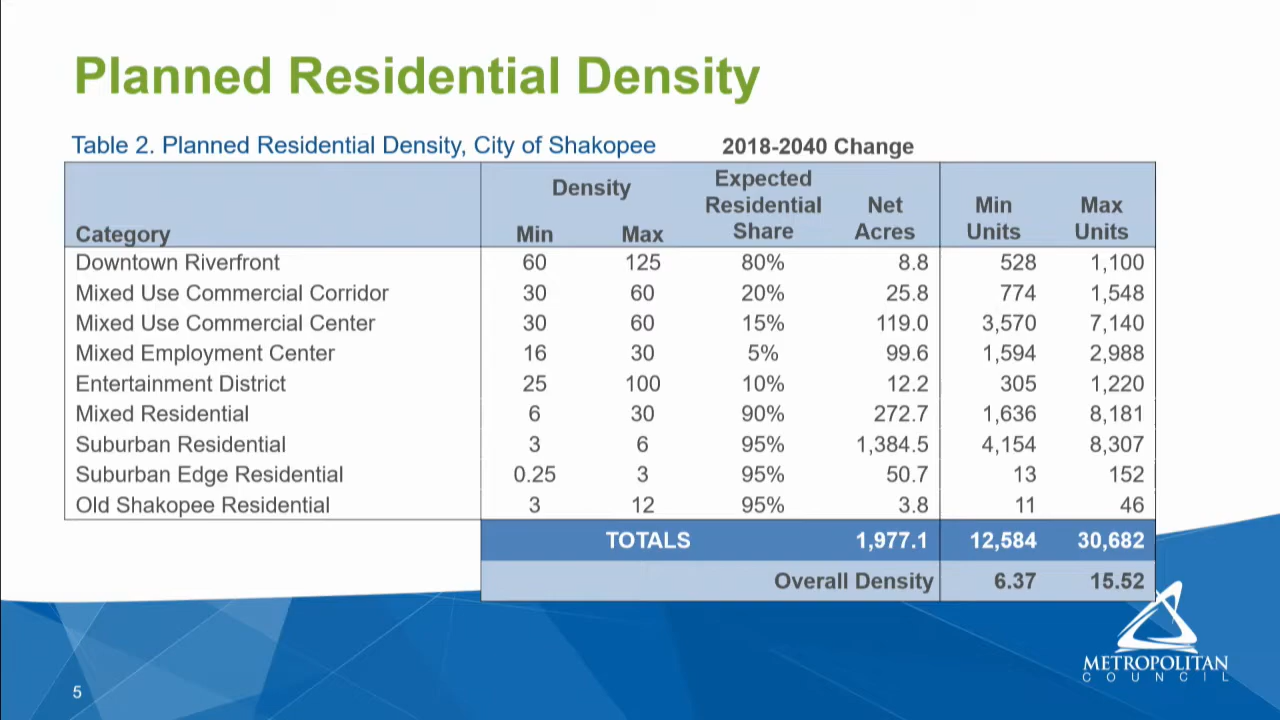 Planned Residential Density
Table 2. Planned Residential Density, City of Shakopee 2018-2040 Change
Category Density Min Max Expected Residential Share Net Acres Min Units Max Units
Downtown Riverfront 60 125 80% 8.8 528 1,100
Mixed Use Commercial Corridor 30 60 20% 25.8 774 1,548
Mixed Use Commercial Center 30 60 15% 119.0 3,570 7,140
Mixed Employment Center 16 30 5% 99.6 1,594 2,988
Entertainment District 25 100 10% 12.2 305 1,220
Mixed Residential 6 30 90% 272.7 1,636 8,181
Suburban Residential 3 6 95% 1,384.5 4,154 8,307
Suburban Edge Residential 0.25 3 95% 50.7 13 152
Old Shakopee Residential 3 12 95% 3.8 11 46
TOTALS 1,977.1 12,584 30,682
Overall Density 6.37 15.52
METROPOLITAN
COUNCIL
5